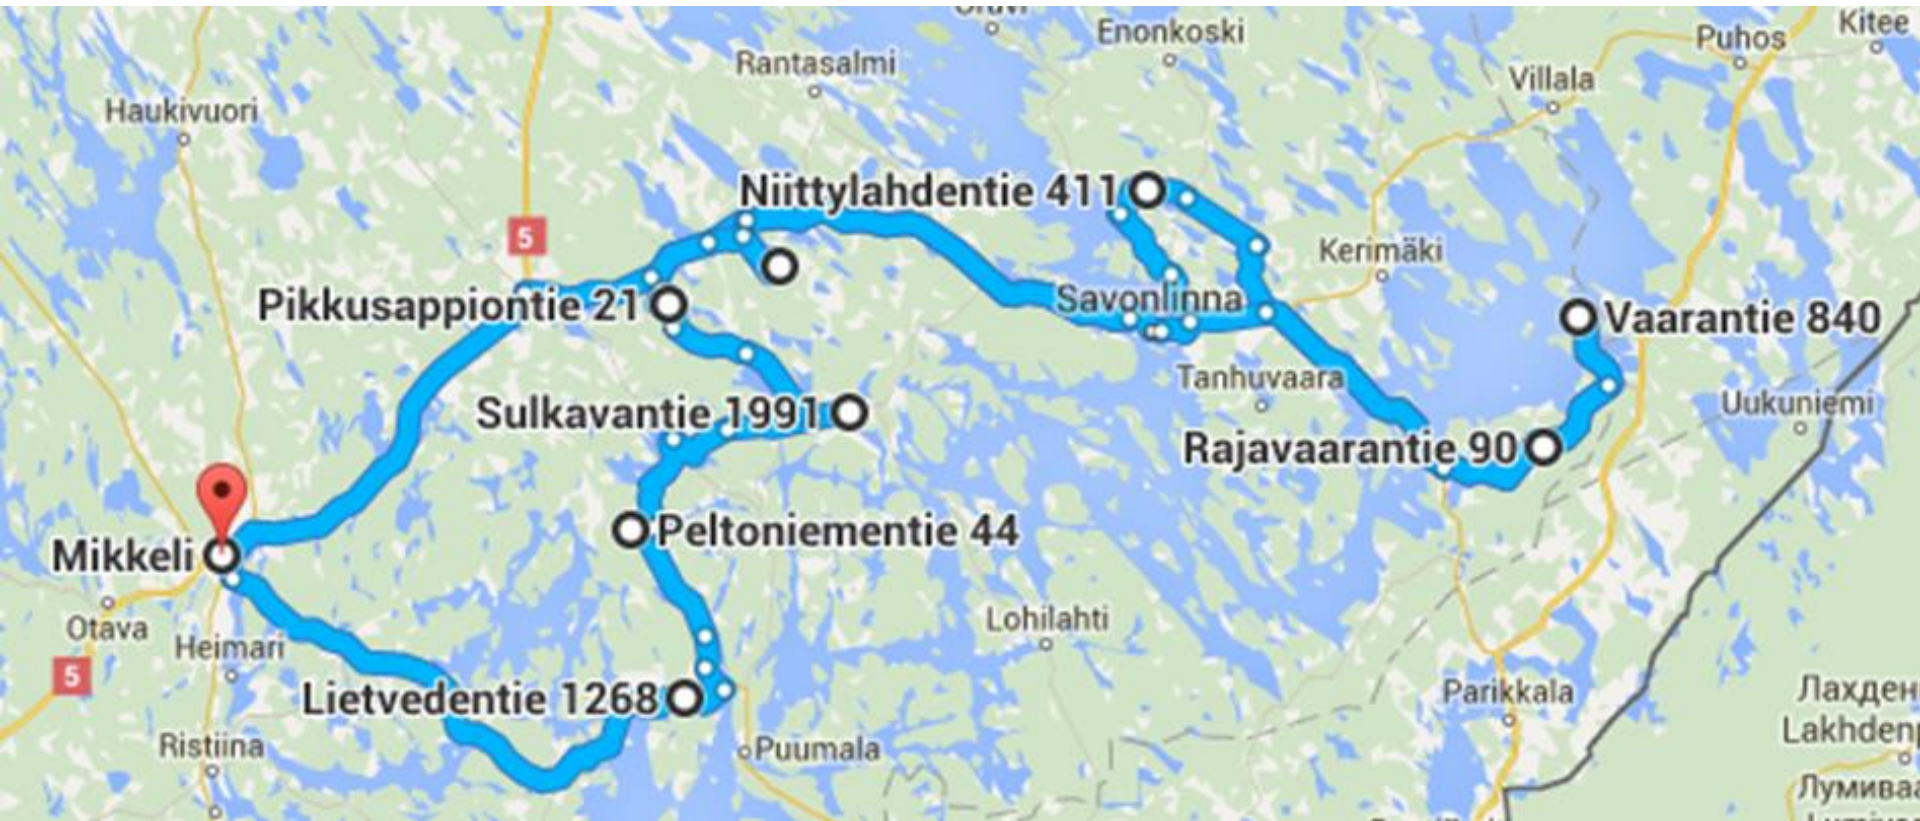 Enonkoski
Kitee
Puhos
Rantasalmi
Villala
Haukivuori
Niittylahdentie 411
5
Kerimäki
Pikkusappiontie 21
Savonlinna
Vaarantie 840
Tanhuvaara
Uukuniemi
Sulkavantie 1991
Rajavaarantie 90
Peltoniementie 44
Mikkeli
Otava
Lohilahti
Heimari
5
Lietvedentie 1268
Parikkala
Лахден
Ristiina
Puumala
Lakhden
Лумива